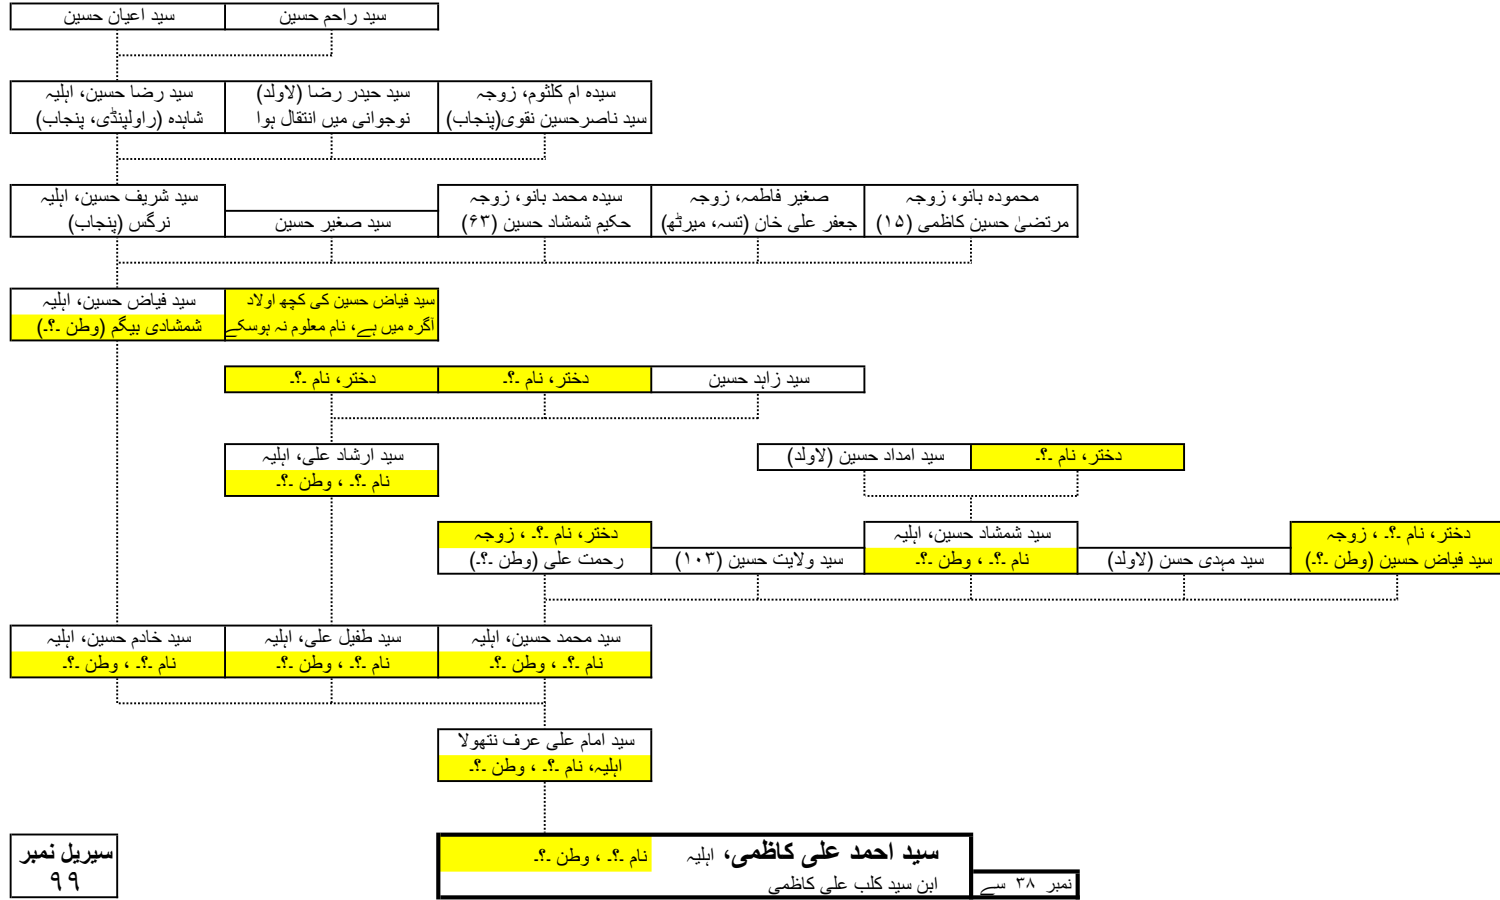 سید راحم حسین
سید اعیان حسین
سیدہ ام کلثوم، زوجہ
سید ناصرحسین نقوی(پنجاب)
سید حیدر رضا (لاولد)
نوجوانی میں انتقال ہوا
سید رضا حسین، اہلیہ
شاہدہ (راولپنڈی، پنجاب)
محمودہ بانو، زوجہ
مرتضیٰ حسین کاظمی (۱۵)
صغیر فاطمہ، زوجہ
جعفر علی خان (تسہ، میرٹھ)
سیدہ محمد بانو، زوجہ
حکیم شمشاد حسین (۶۳)
سید صغیر حسین
سید شریف حسین، اہلیہ
نرگس (پنجاب)
سید فیاض حسین کی کچھ اولاد
آگرہ میں ہے، نام معلوم نہ ہوسکے
سید فیاض حسین، اہلیہ
شمشادی بیگم (وطن ۔؟۔)
سید زاہد حسین
دختر، نام ۔؟۔
دختر، نام ۔؟۔
دختر، نام ۔؟۔
سید امداد حسین (لاولد)
سید ارشاد علی، اہلیہ
نام ۔؟۔ ، وطن ۔؟۔
دختر، نام ۔؟۔ ، زوجہ
سید فیاض حسین (وطن ۔؟۔)
سید مہدی حسن (لاولد)
سید شمشاد حسین، اہلیہ
نام ۔؟۔ ، وطن ۔؟۔
سید ولایت حسین (۱۰۳)
دختر، نام ۔؟۔ ، زوجہ
رحمت علی (وطن ۔؟۔)
سید محمد حسین، اہلیہ
نام ۔؟۔ ، وطن ۔؟۔
سید طفیل علی، اہلیہ
نام ۔؟۔ ، وطن ۔؟۔
سید خادم حسین، اہلیہ
نام ۔؟۔ ، وطن ۔؟۔
سید امام علی عرف نتھولا
اہلیہ، نام ۔؟۔ ، وطن ۔؟۔
سید احمد علی کاظمی، اہلیہ نام ۔؟۔ ، وطن ۔؟۔
ابن سید کلب علی کاظمی
نمبر ۳۸ سے
سیریل نمبر
۹۹